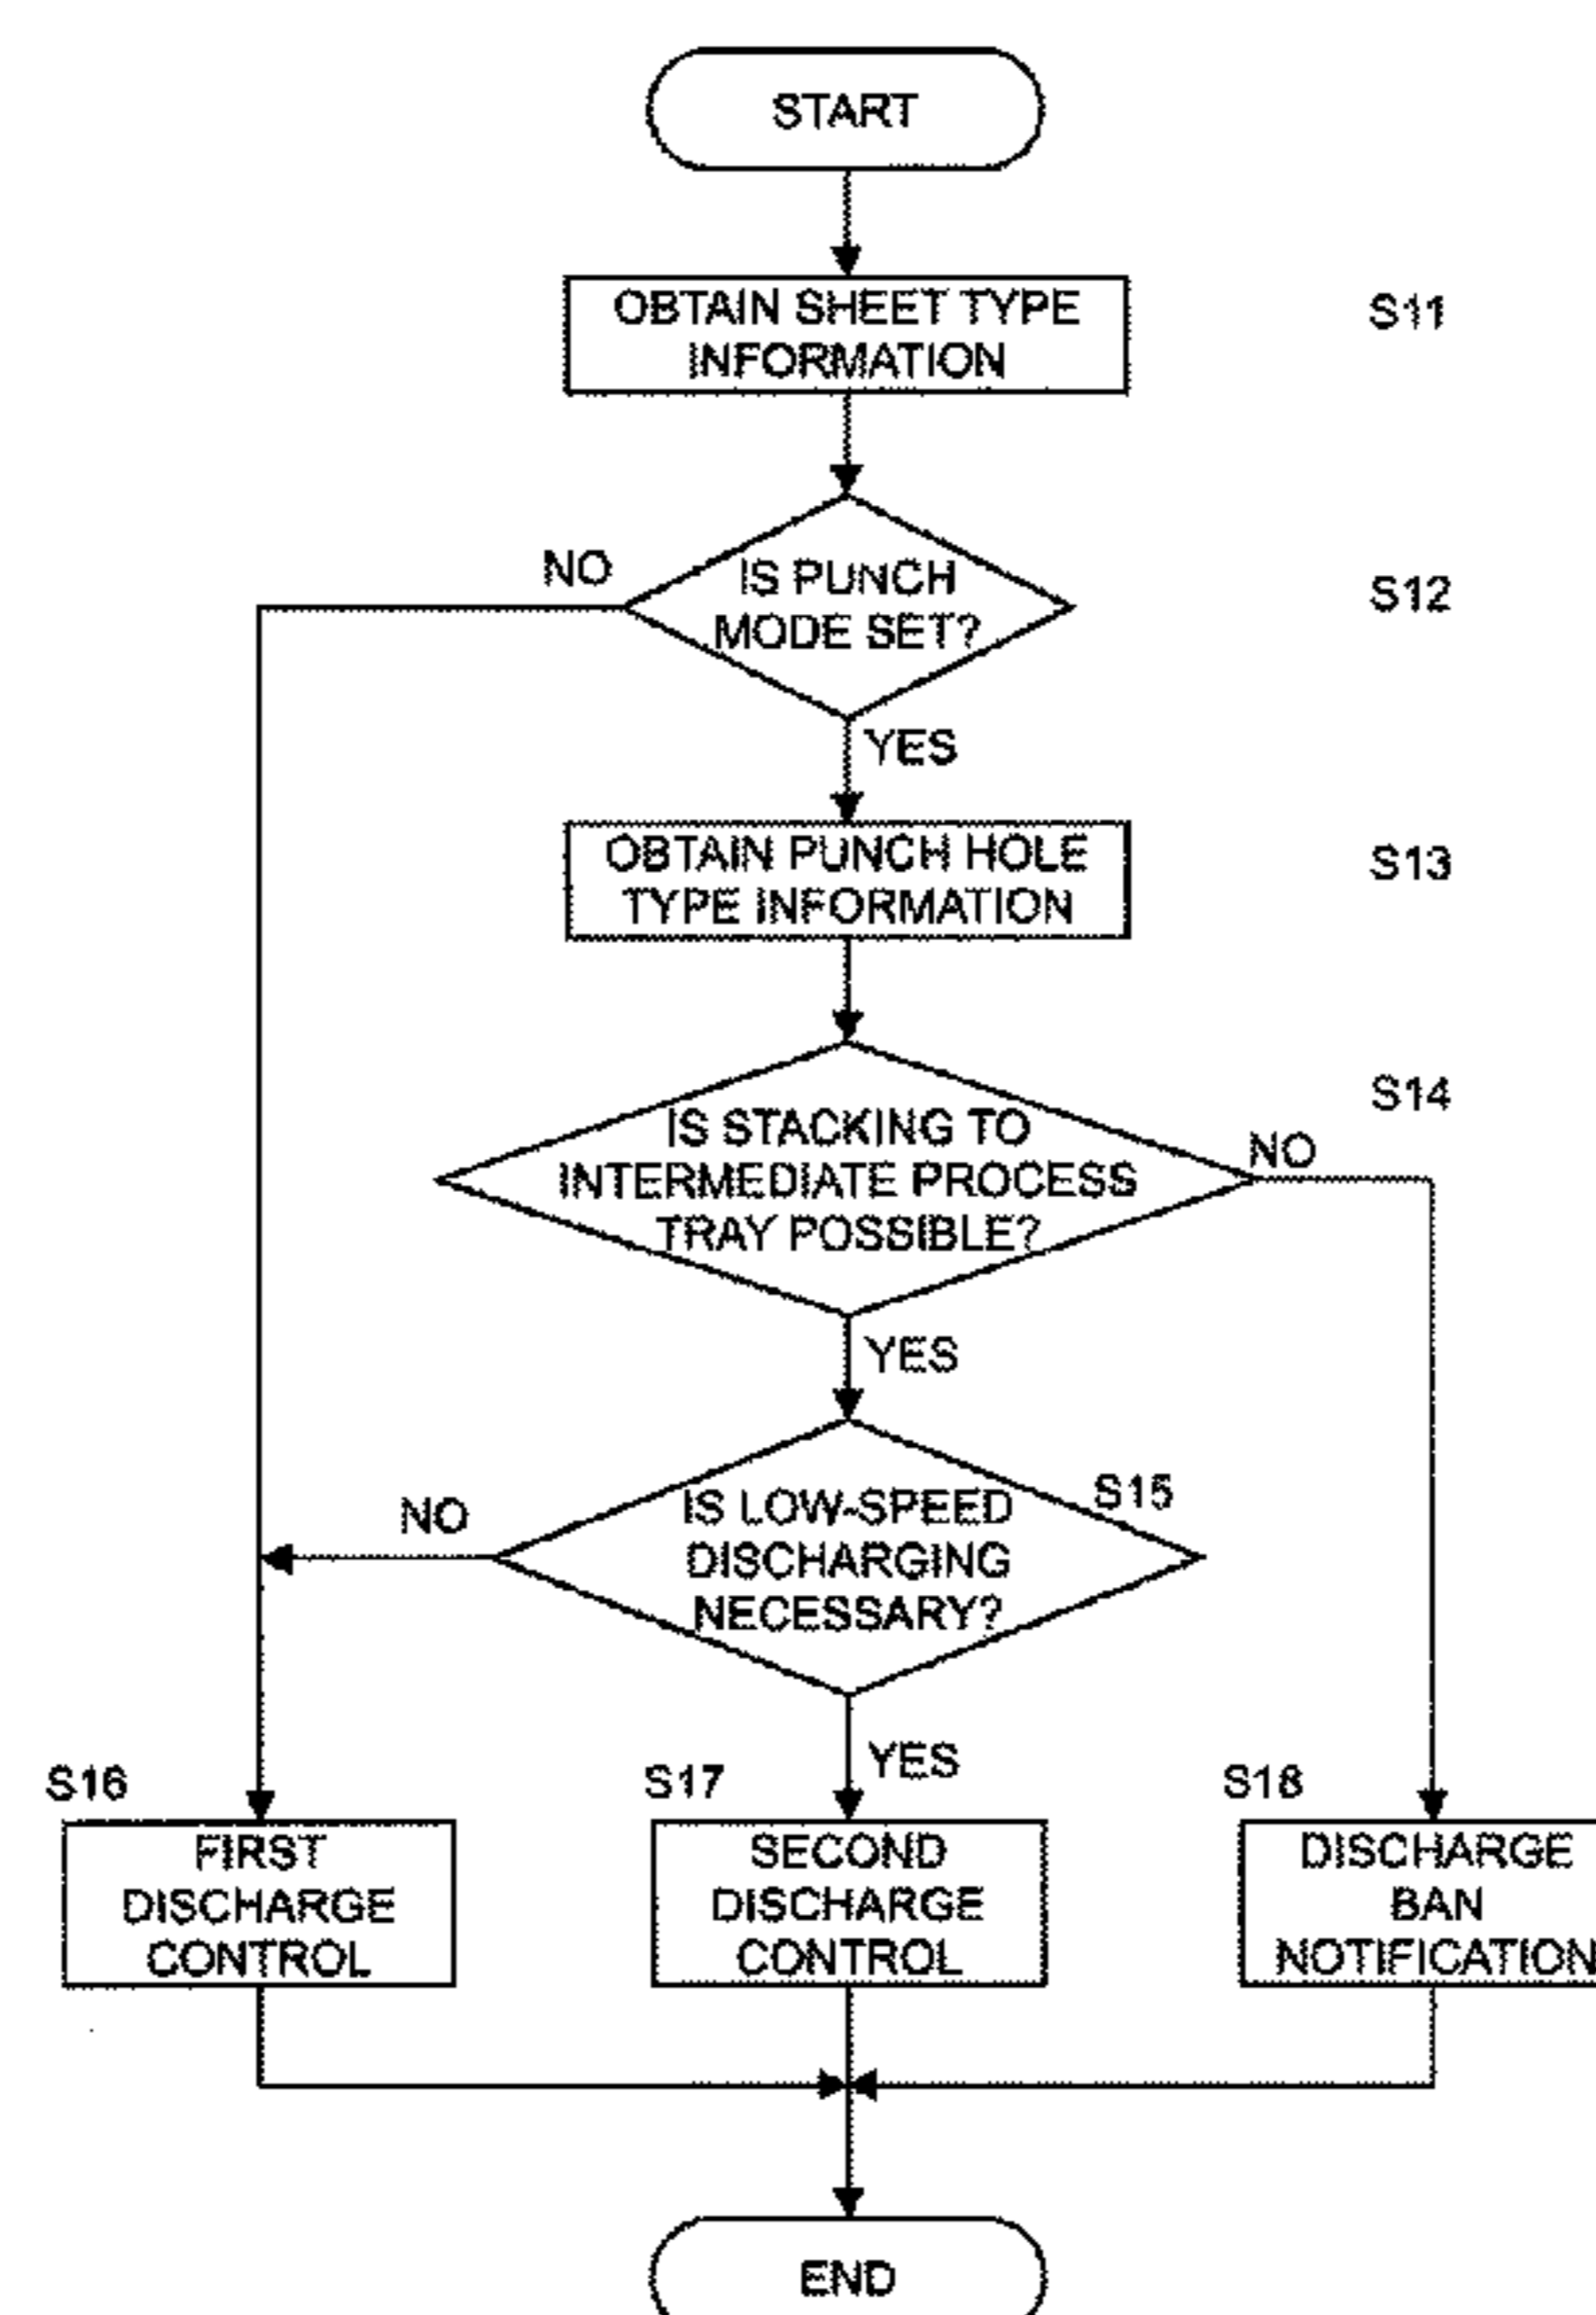 START
OBTAIN SHEET TYPE
INFORMATION
S11
NO
IS PUNCH
MODE SET?
S12
YES
OBTAIN PUNCH HOLE
TYPE INFORMATION
S13
IS STACKING TO
INTERMEDIATE PROCESS
TRAY POSSIBLE?
S14
NO
YES
IS LOW-SPEED
DISCHARGING
NECESSARY?
S15
NO
YES
S16
FIRST
DISCHARGE
CONTROL
S17
SECOND
DISCHARGE
CONTROL
S18
DISCHARGE
BAN
NOTIFICATION
END